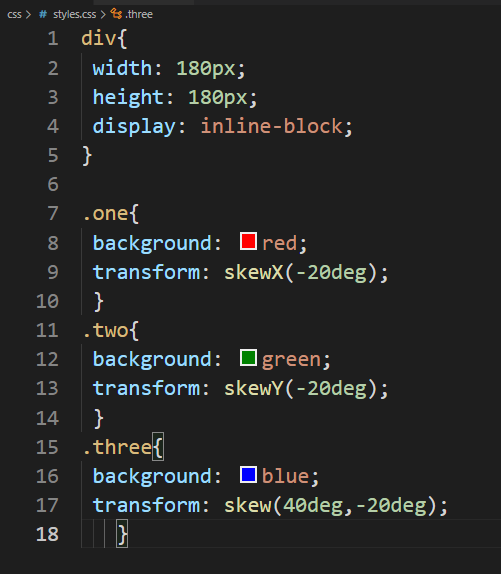 css > # styles.css > .three
1 div{
2 width: 180px;
3 height: 180px;
4 display: inline-block;
5 }
6
7 .one{
8 background: red;
9 transform: skewX(-20deg);
10 }
11 .two{
12 background: green;
13 transform: skewY(-20deg);
14 }
15 .three{
16 background: blue;
17 transform: skew(40deg,-20deg);
18 }